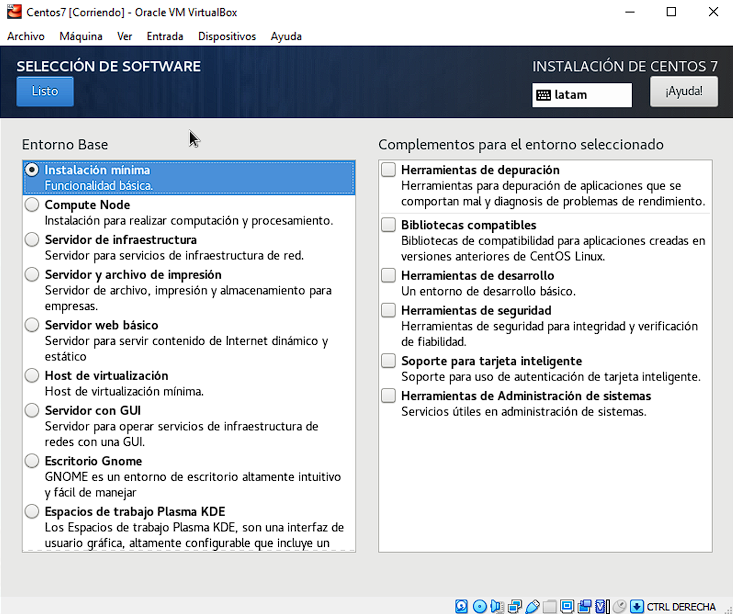 Centos7 [Corriendo] - Oracle VM VirtualBox
Archivo Máquina Ver Entrada Dispositivos Ayuda
SELECCIÓN DE SOFTWARE
Listo
INSTALACIÓN DE CENTOS 7
latam
¡Ayuda!
Entorno Base
Instalación mínima
Funcionalidad básica.
Compute Node
Instalación para realizar computación y procesamiento.
Servidor de infraestructura
Servidor para servicios de infraestructura de red.
Servidor y archivo de impresión
Servidor de archivo, impresión y almacenamiento para
empresas.
Servidor web básico
Servidor para servir contenido de Internet dinámico y
estático
Host de virtualización
Host de virtualización mínima.
Servidor con GUI
Servidor para operar servicios de infraestructura de
redes con una GUI.
Escritorio Gnome
GNOME es un entorno de escritorio altamente intuitivo
y fácil de manejar
Espacios de trabajo Plasma KDE
Los Espacios de trabajo Plasma KDE, son una interfaz de
usuario gráfica, altamente configurable que incluye un
Complementos para el entorno seleccionado
Herramientas de depuración
Herramientas para depuración de aplicaciones que se
comportan mal y diagnosis de problemas de rendimiento.
Bibliotecas compatibles
Bibliotecas de compatibilidad para aplicaciones creadas en
versiones anteriores de CentOS Linux.
Herramientas de desarrollo
Un entorno de desarrollo básico.
Herramientas de seguridad
Herramientas de seguridad para integridad y verificación
de fiabilidad.
Soporte para tarjeta inteligente
Soporte para uso de autenticación de tarjeta inteligente.
Herramientas de Administración de sistemas
Servicios útiles en administración de sistemas.
CTRL DERECHA